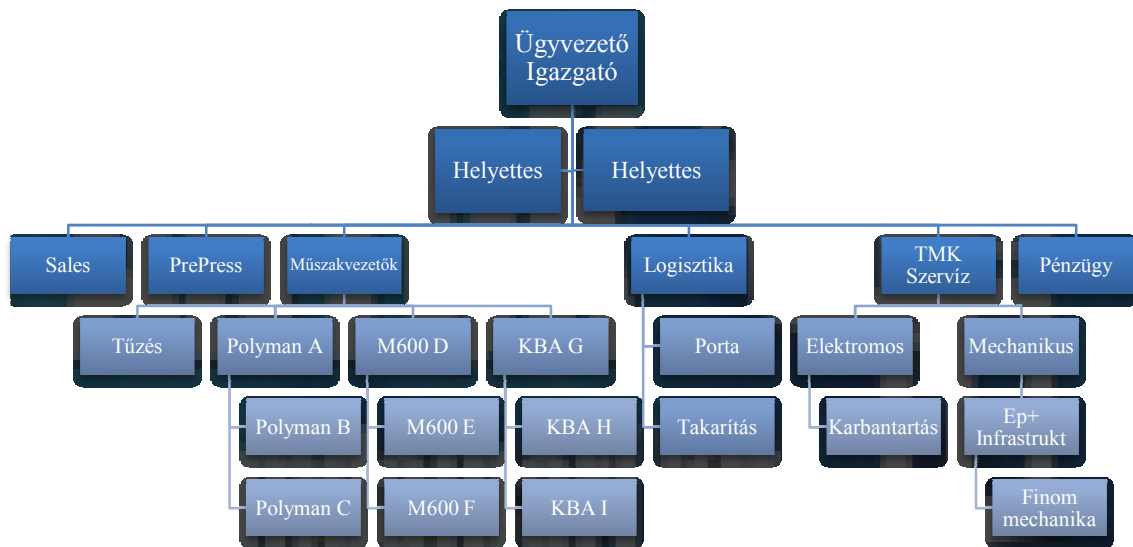 Ügyvezető
Igazgató
Helyettes
Helyettes
Sales
PrePress
Műszakvezetők
Logisztika
TMK
Szervíz
Pénzügy
Tűzés
Polyman A
M600 D
KBA G
Porta
Elektromos
Mechanikus
Polyman B
M600 E
KBA H
Takarítás
Karbantartás
Ep+
Infrastrukt
Polyman C
M600 F
KBA I
Finom
mechanika